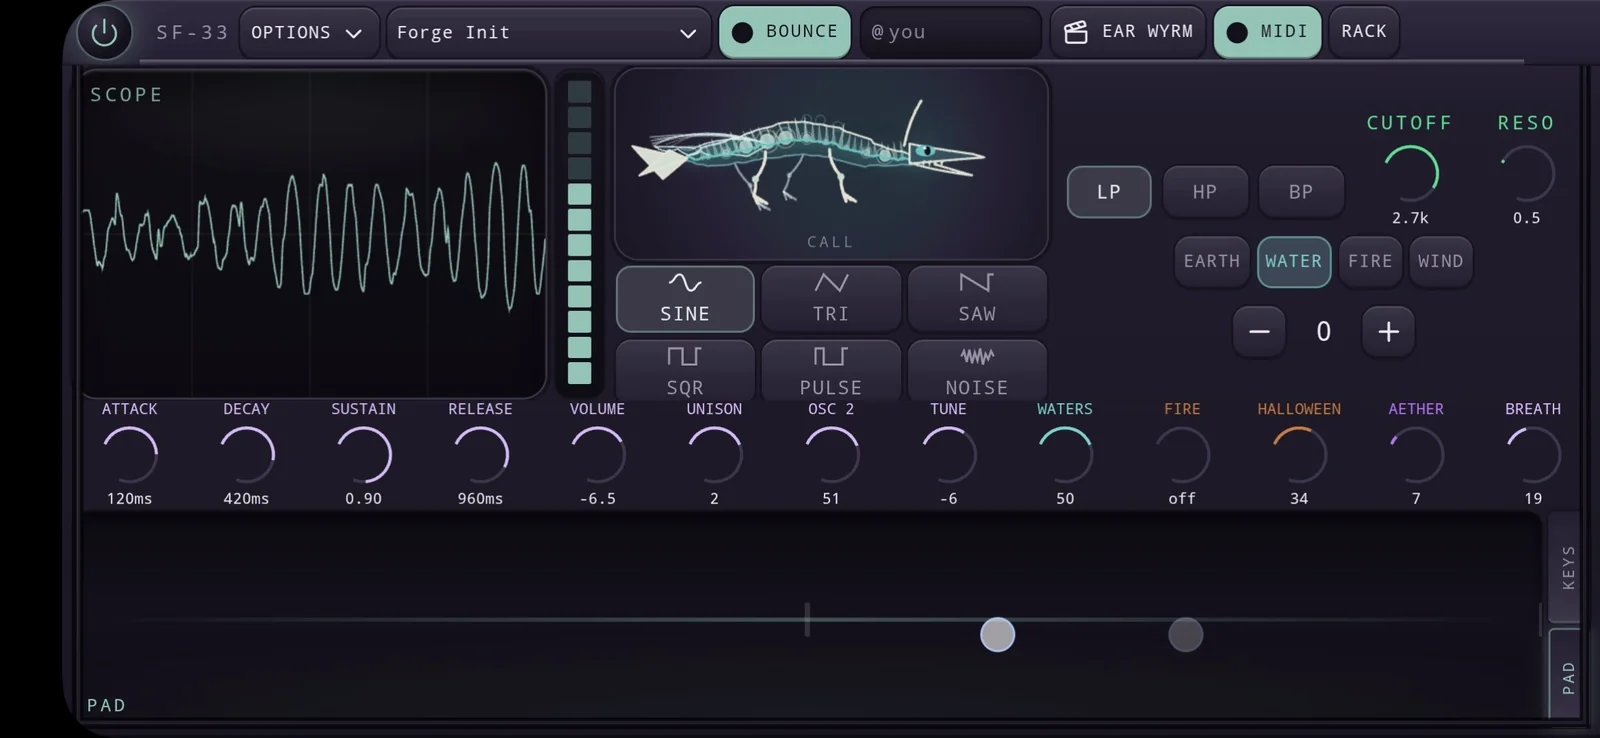 SF-33 OPTIONS Forge Init BOUNCE @you EAR WYRM MIDI RACK
SCOPE
CALL
CUTOFF RESO
LP HP BP
2.7k 0.5
EARTH WATER FIRE WIND
− 0 +
SINE TRI SAW
SQR PULSE NOISE
ATTACK DECAY SUSTAIN RELEASE VOLUME UNISON OSC 2 TUNE WATERS FIRE HALLOWEEN AETHER BREATH
120ms 420ms 0.90 960ms -6.5 2 51 -6 50 off 34 7 19
KEYS
PAD
PAD